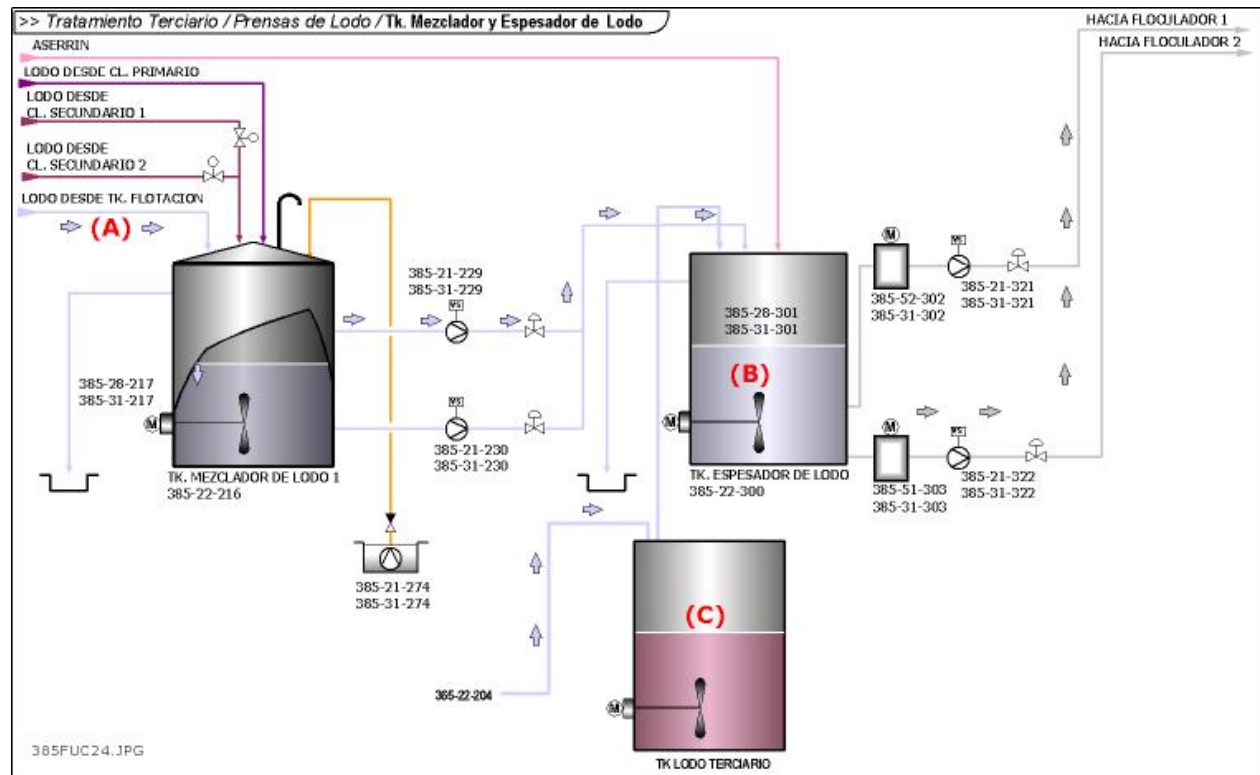 >> Tratamiento Terciario / Prensas de Lodo / Tk. Mezclador y Espesador de Lodo
HACIA FLOCULADOR 1
HACIA FLOCULADOR 2
ASERRIN
LODO DESDE CL. PRIMARIO
LODO DESDE
CL. SECUNDARIO 1
LODO DESDE
CL. SECUNDARIO 2
LODO DESDE TK. FLOTACION
(A)
385-21-229
385-31-229
VS
385-28-217
385-31-217
M
385-21-230
385-31-230
VS
TK. MEZCLADOR DE LODO 1
385-22-216
385-21-274
385-31-274
385-28-301
385-31-301
(B)
M
TK. ESPESADOR DE LODO
385-22-300
M
385-52-302
385-31-302
VS
385-21-321
385-31-321
M
385-51-303
385-31-303
VS
385-21-322
385-31-322
(C)
365-22-204
M
TK LODO TERCIARIO
385FUC24.JPG